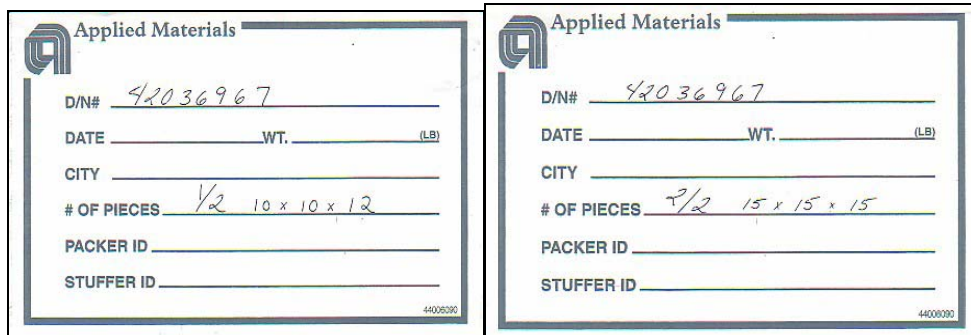 Applied Materials
D/N# 42036967
DATE WT. (LB)
CITY
# OF PIECES 1/2 10 x 10 x 12
PACKER ID
STUFFER ID
44006090
Applied Materials
D/N# 42036967
DATE WT. (LB)
CITY
# OF PIECES 2/2 15 x 15 x 15
PACKER ID
STUFFER ID
44006090